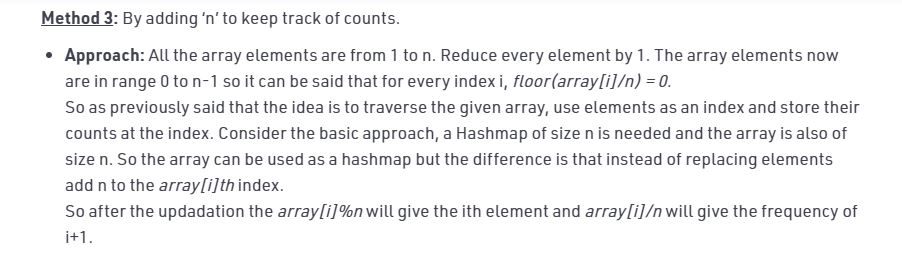 Method 3: By adding ‘n’ to keep track of counts.
• Approach: All the array elements are from 1 to n. Reduce every element by 1. The array elements now
are in range 0 to n-1 so it can be said that for every index i, floor(array[i]/n) = 0.
So as previously said that the idea is to traverse the given array, use elements as an index and store their
counts at the index. Consider the basic approach, a Hashmap of size n is needed and the array is also of
size n. So the array can be used as a hashmap but the difference is that instead of replacing elements
add n to the array[i]th index.
So after the updadation the array[i]%n will give the ith element and array[i]/n will give the frequency of
i+1.